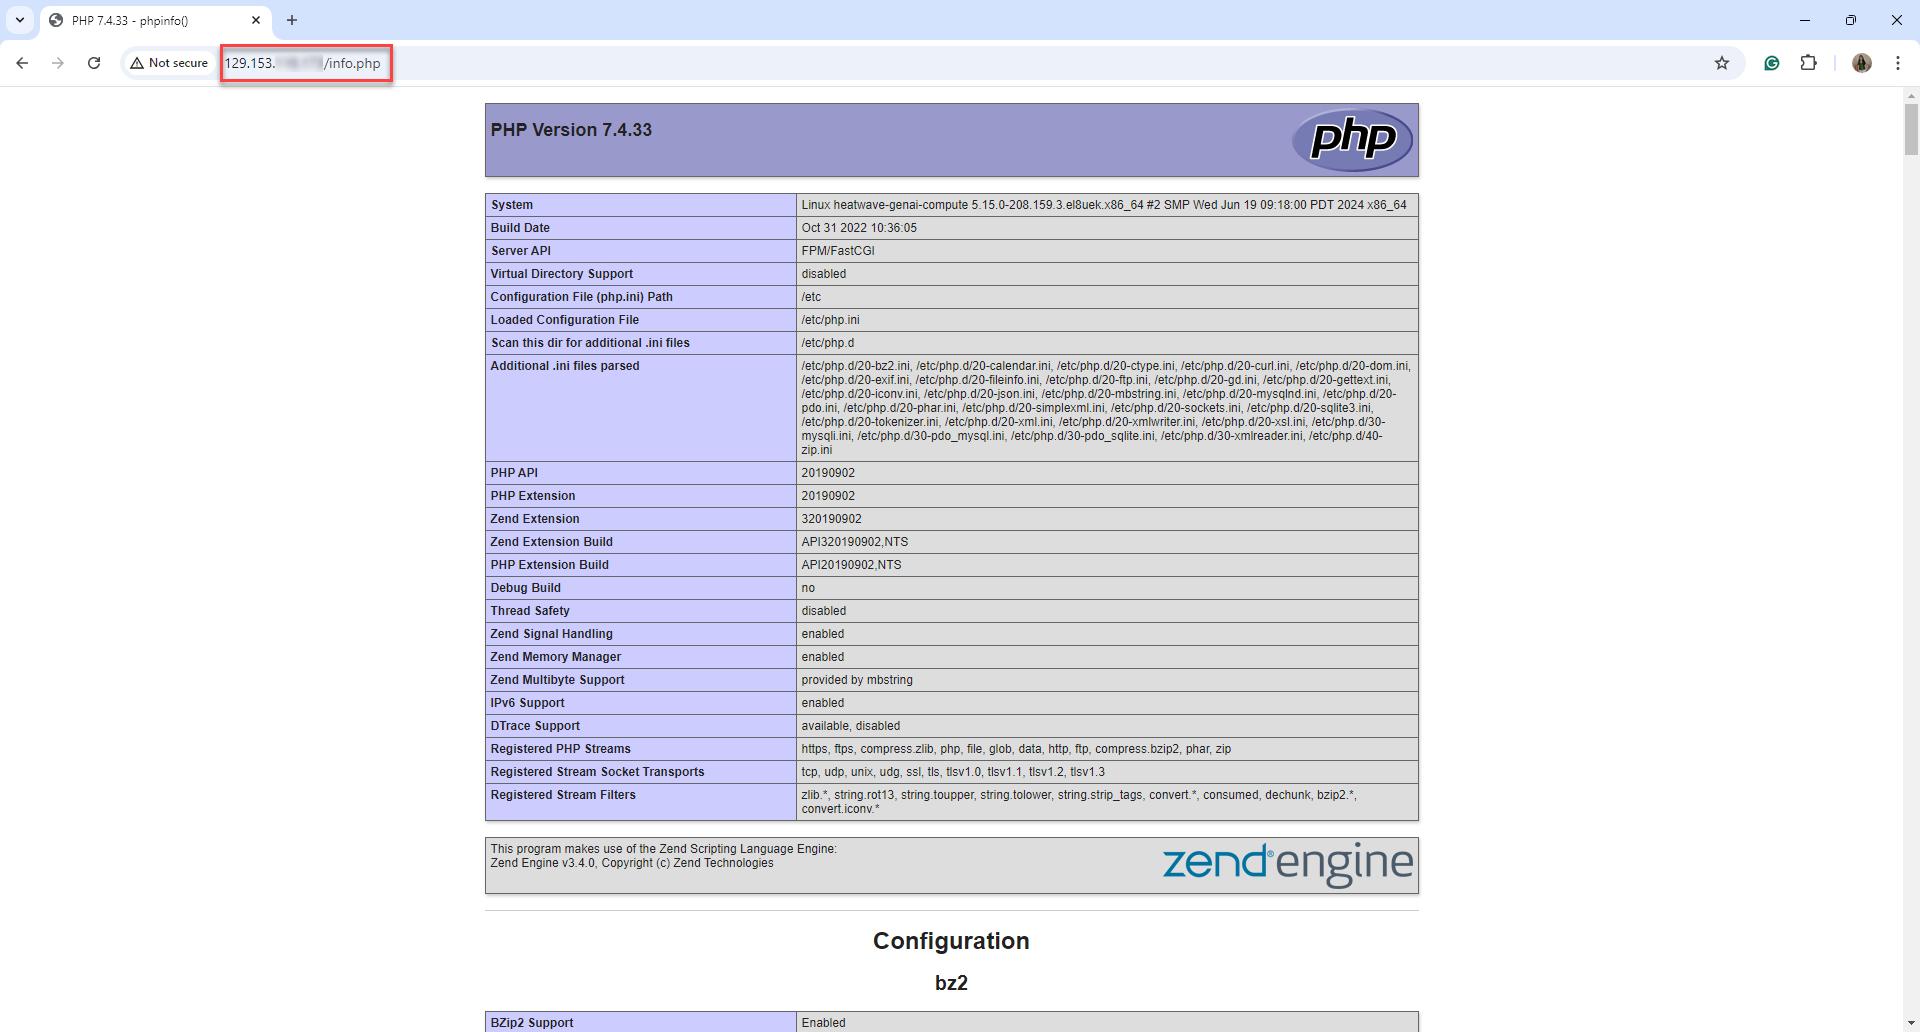 PHP 7.4.33 - phpinfo()
Not secure
129.153. /info.php
PHP Version 7.4.33
php
System Linux heatwave-genai-compute 5.15.0-208.159.3.el8uek.x86_64 #2 SMP Wed Jun 19 09:18:00 PDT 2024 x86_64
Build Date Oct 31 2022 10:36:05
Server API FPM/FastCGI
Virtual Directory Support disabled
Configuration File (php.ini) Path /etc
Loaded Configuration File /etc/php.ini
Scan this dir for additional .ini files /etc/php.d
Additional .ini files parsed /etc/php.d/20-bz2.ini, /etc/php.d/20-calendar.ini, /etc/php.d/20-ctype.ini, /etc/php.d/20-curl.ini, /etc/php.d/20-dom.ini,
/etc/php.d/20-exif.ini, /etc/php.d/20-fileinfo.ini, /etc/php.d/20-ftp.ini, /etc/php.d/20-gd.ini, /etc/php.d/20-gettext.ini,
/etc/php.d/20-iconv.ini, /etc/php.d/20-json.ini, /etc/php.d/20-mbstring.ini, /etc/php.d/20-mysqlnd.ini, /etc/php.d/20-
pdo.ini, /etc/php.d/20-phar.ini, /etc/php.d/20-simplexml.ini, /etc/php.d/20-sockets.ini, /etc/php.d/20-sqlite3.ini,
/etc/php.d/20-tokenizer.ini, /etc/php.d/20-xml.ini, /etc/php.d/20-xmlwriter.ini, /etc/php.d/20-xsl.ini, /etc/php.d/30-
mysqli.ini, /etc/php.d/30-pdo_mysql.ini, /etc/php.d/30-pdo_sqlite.ini, /etc/php.d/30-xmlreader.ini, /etc/php.d/40-
zip.ini
PHP API 20190902
PHP Extension 20190902
Zend Extension 320190902
Zend Extension Build API320190902,NTS
PHP Extension Build API20190902,NTS
Debug Build no
Thread Safety disabled
Zend Signal Handling enabled
Zend Memory Manager enabled
Zend Multibyte Support provided by mbstring
IPv6 Support enabled
DTrace Support available, disabled
Registered PHP Streams https, ftps, compress.zlib, php, file, glob, data, http, ftp, compress.bzip2, phar, zip
Registered Stream Socket Transports tcp, udp, unix, udg, ssl, tls, tlsv1.0, tlsv1.1, tlsv1.2, tlsv1.3
Registered Stream Filters zlib.*, string.rot13, string.toupper, string.tolower, string.strip_tags, convert.*, consumed, dechunk, bzip2.*,
convert.iconv.*
This program makes use of the Zend Scripting Language Engine:
Zend Engine v3.4.0, Copyright (c) Zend Technologies
zend® engine
Configuration
bz2
BZip2 Support Enabled